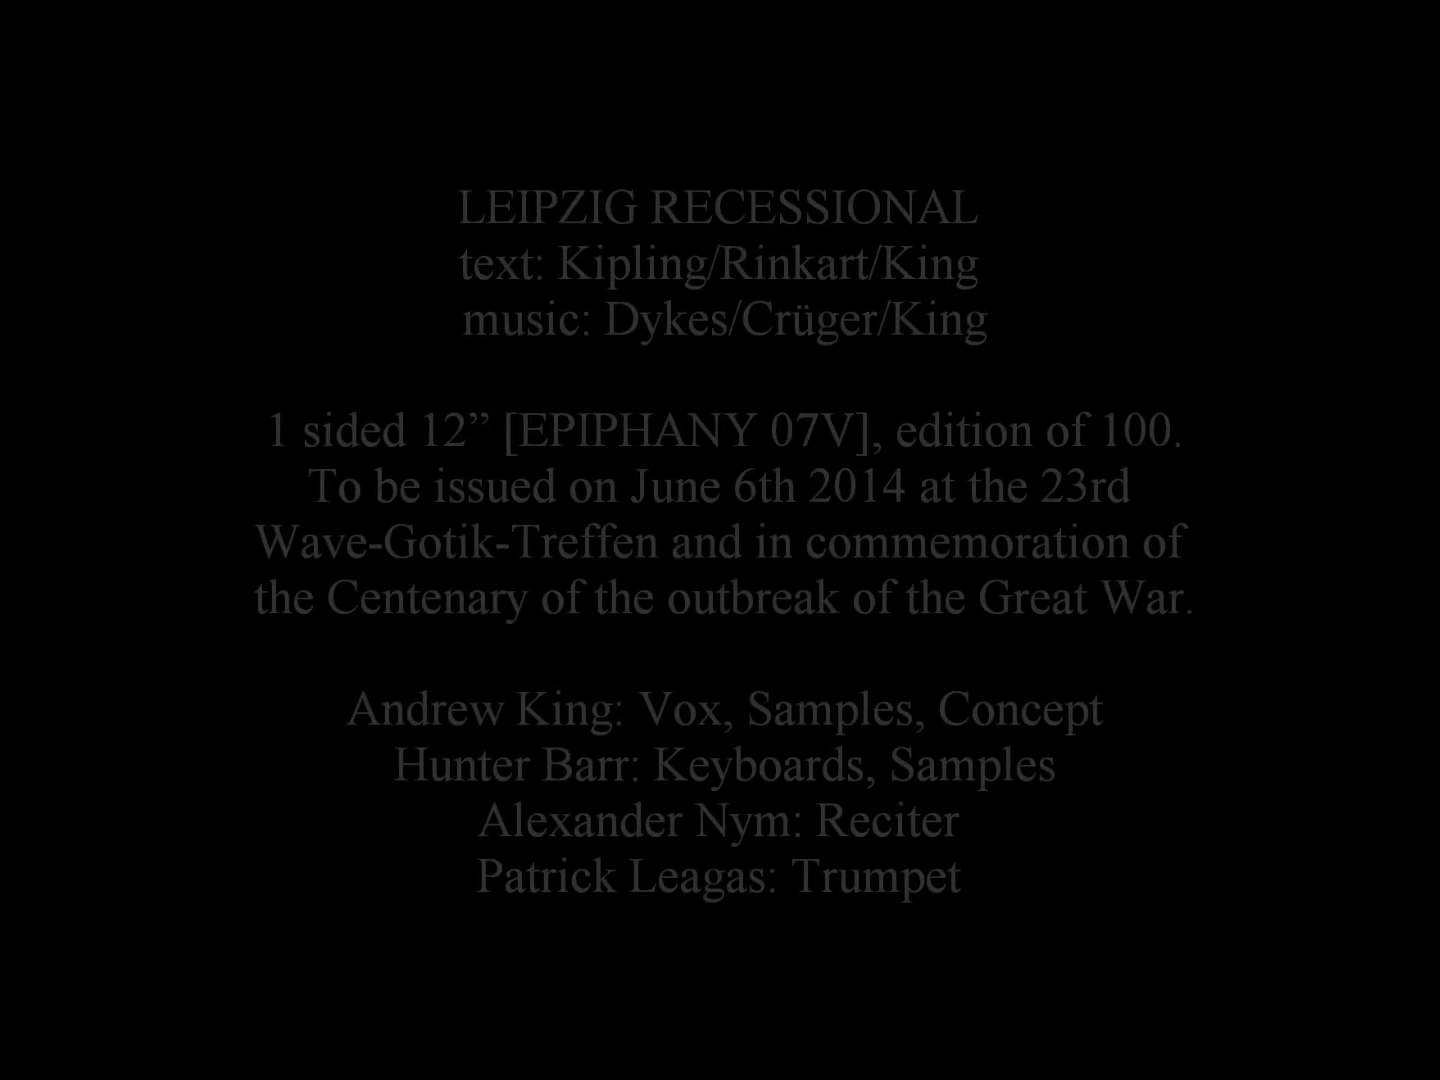 LEIPZIG RECESSIONAL
text: Kipling/Rinkart/King
music: Dykes/Crüger/King
1 sided 12” [EPIPHANY 07V], edition of 100.
To be issued on June 6th 2014 at the 23rd
Wave-Gotik-Treffen and in commemoration of
the Centenary of the outbreak of the Great War.
Andrew King: Vox, Samples, Concept
Hunter Barr: Keyboards, Samples
Alexander Nym: Reciter
Patrick Leagas: Trumpet